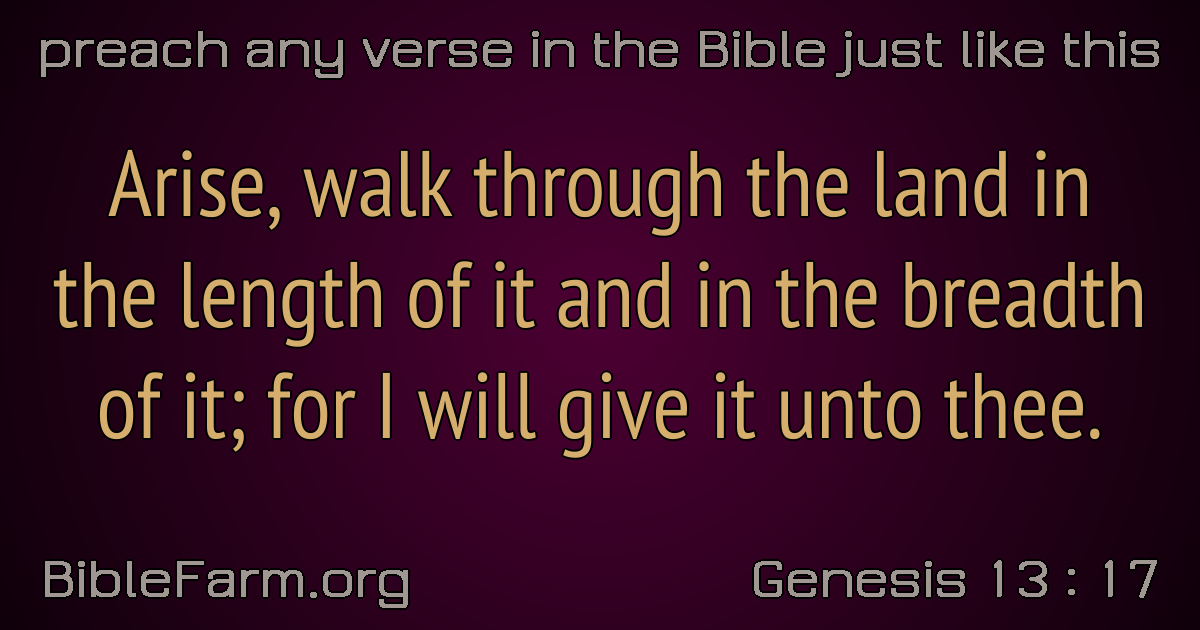 preach any verse in the Bible just like this
Arise, walk through the land in
the length of it and in the breadth
of it; for I will give it unto thee.
BibleFarm.org
Genesis 13 : 17